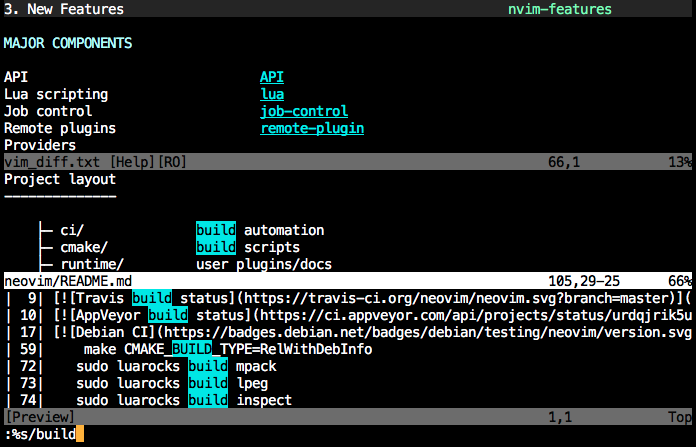 3. New Features nvim-features
MAJOR COMPONENTS
API API
Lua scripting lua
Job control job-control
Remote plugins remote-plugin
Providers
vim_diff.txt [Help][RO] 66,1 13%
Project layout
--------------
├─ ci/ build automation
├─ cmake/ build scripts
├─ runtime/ user plugins/docs
neovim/README.md 105,29-25 66%
| 9| [![Travis build status](https://travis-ci.org/neovim/neovim.svg?branch=master)](
| 10| [![AppVeyor build status](https://ci.appveyor.com/api/projects/status/urdqjrik5u
| 17| [![Debian CI](https://badges.debian.net/badges/debian/testing/neovim/version.svg
| 59| make CMAKE_BUILD_TYPE=RelWithDebInfo
| 72| sudo luarocks build mpack
| 73| sudo luarocks build lpeg
| 74| sudo luarocks build inspect
[Preview] 1,1 Top
:%s/build